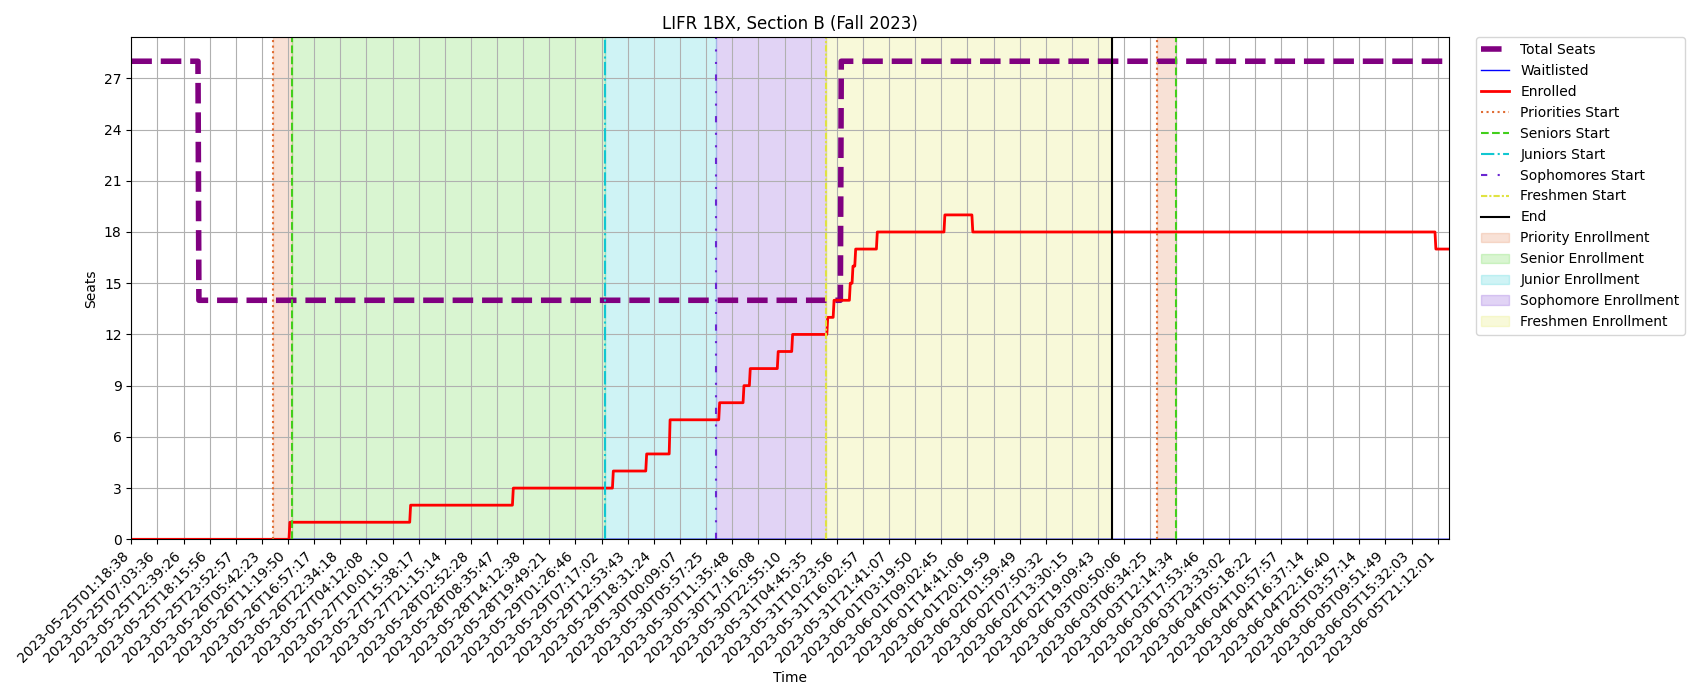 LIFR 1BX, Section B (Fall 2023)
Seats
27
24
21
18
15
12
9
6
3
0
2023-05-25T01:18:38
2023-05-25T07:03:36
2023-05-25T12:39:26
2023-05-25T18:15:56
2023-05-25T23:52:57
2023-05-26T05:42:23
2023-05-26T11:19:50
2023-05-26T16:57:17
2023-05-26T22:34:18
2023-05-27T04:12:08
2023-05-27T10:01:10
2023-05-27T15:38:17
2023-05-27T21:15:14
2023-05-28T02:52:28
2023-05-28T08:35:47
2023-05-28T14:12:38
2023-05-28T19:49:21
2023-05-29T01:26:46
2023-05-29T07:17:02
2023-05-29T12:53:43
2023-05-29T18:31:24
2023-05-30T00:09:07
2023-05-30T05:57:25
2023-05-30T11:35:48
2023-05-30T17:16:08
2023-05-30T22:55:10
2023-05-31T04:45:35
2023-05-31T10:23:56
2023-05-31T16:02:57
2023-05-31T21:41:07
2023-06-01T03:19:50
2023-06-01T09:02:45
2023-06-01T14:41:06
2023-06-01T20:19:59
2023-06-02T01:59:49
2023-06-02T07:50:32
2023-06-02T13:30:15
2023-06-02T19:09:43
2023-06-03T00:50:06
2023-06-03T06:34:25
2023-06-03T12:14:34
2023-06-03T17:53:46
2023-06-03T23:33:02
2023-06-04T05:18:22
2023-06-04T10:57:57
2023-06-04T16:37:14
2023-06-04T22:16:40
2023-06-05T03:57:14
2023-06-05T09:51:49
2023-06-05T15:32:03
2023-06-05T21:12:01
Time
Total Seats
Waitlisted
Enrolled
Priorities Start
Seniors Start
Juniors Start
Sophomores Start
Freshmen Start
End
Priority Enrollment
Senior Enrollment
Junior Enrollment
Sophomore Enrollment
Freshmen Enrollment